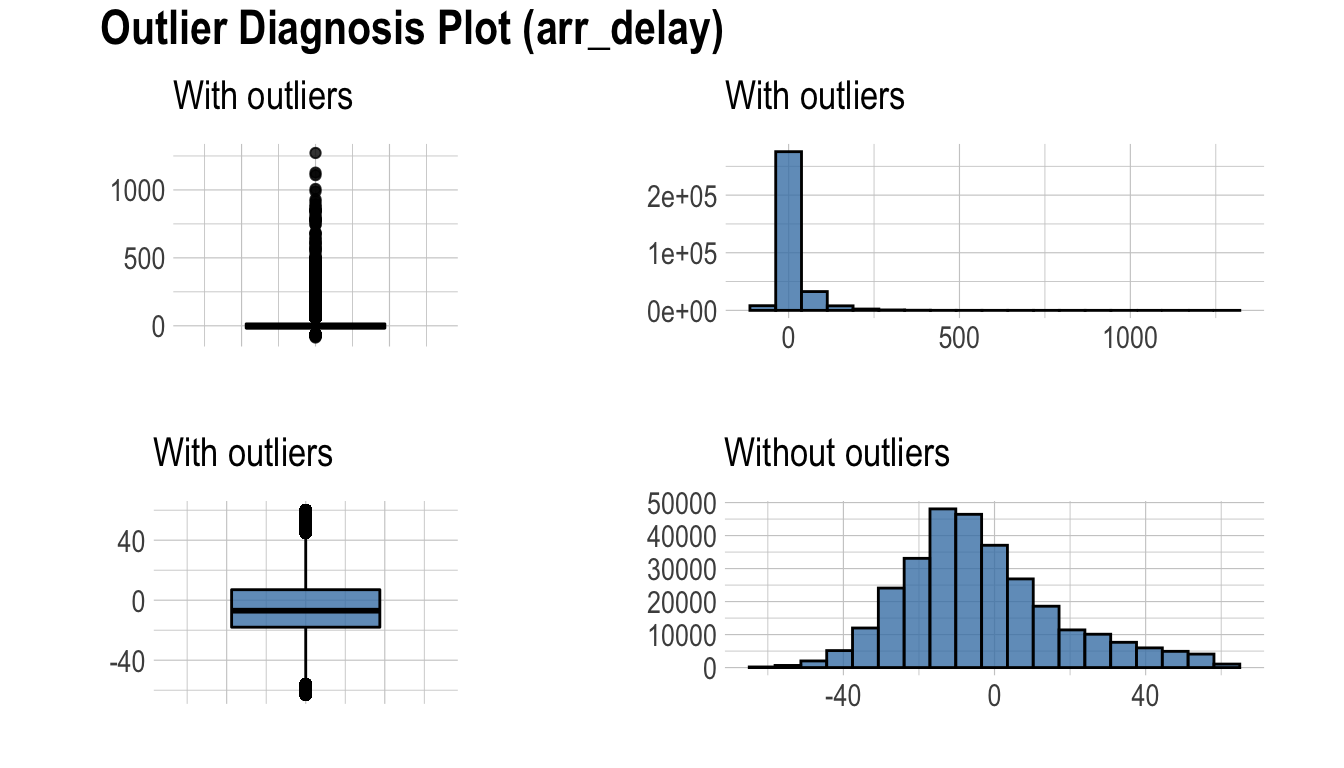 Outlier Diagnosis Plot (arr_delay)
With outliers
1000
500
0
With outliers
2e+05
1e+05
0e+00
0 500 1000
With outliers
40
0
-40
Without outliers
50000
40000
30000
20000
10000
0
-40 0 40